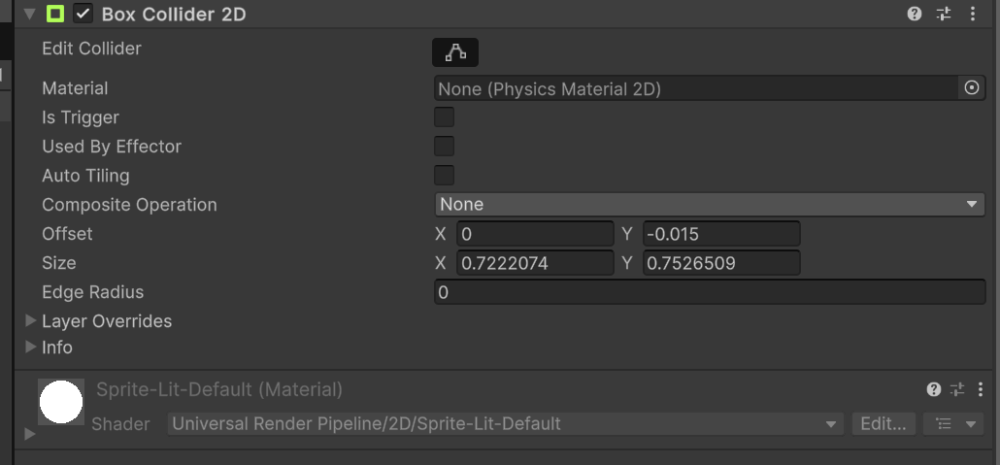 Box Collider 2D
Edit Collider
Material None (Physics Material 2D)
Is Trigger
Used By Effector
Auto Tiling
Composite Operation None
Offset X 0 Y -0.015
Size X 0.7222074 Y 0.7526509
Edge Radius 0
Layer Overrides
Info
Sprite-Lit-Default (Material)
Shader Universal Render Pipeline/2D/Sprite-Lit-Default Edit...